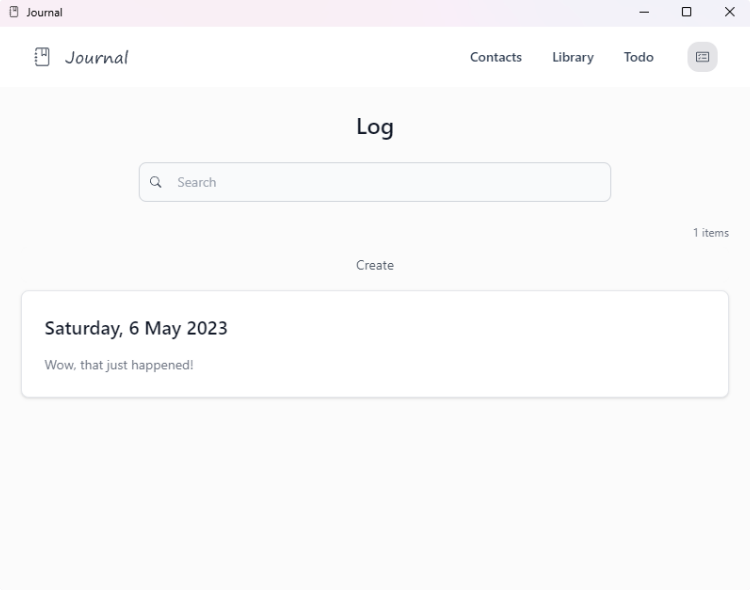 Journal
Journal
Contacts Library Todo
Log
Search
1 items
Create
Saturday, 6 May 2023
Wow, that just happened!